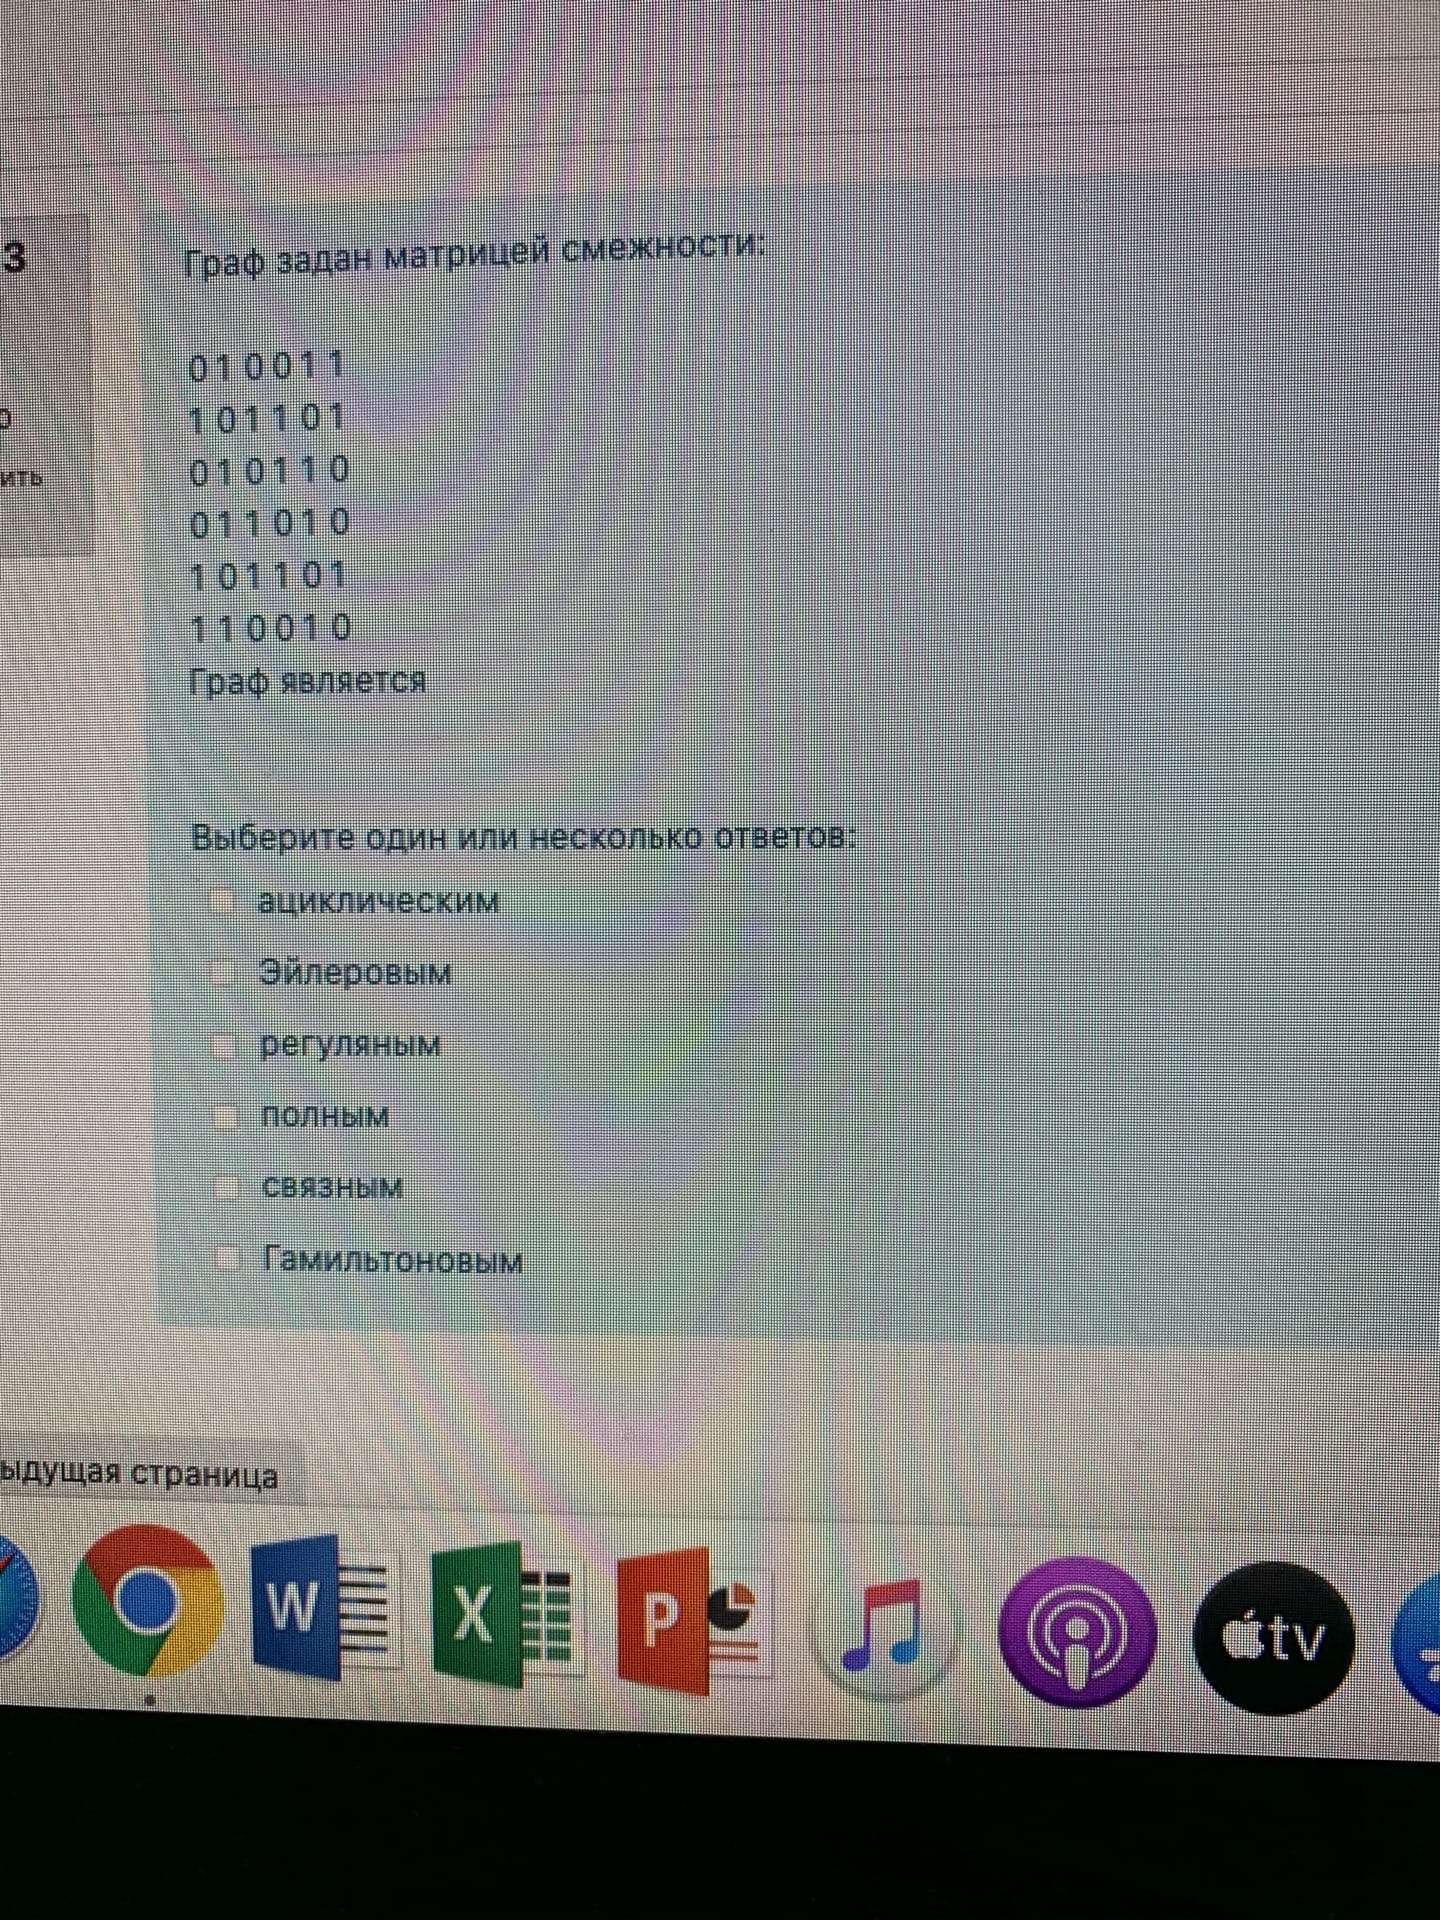 3
Граф задан матрицей смежности:
0 1 0 0 1 1
1 0 1 1 0 1
о
0 1 0 1 1 0
ить
0 1 1 0 1 0
1 0 1 1 0 1
1 1 0 0 1 0
Граф является
Выберите один или несколько ответов:
ациклическим
Эйлеровым
регуляным
полным
связным
Гамильтоновым
ыдущая страница
W
X
P
tv